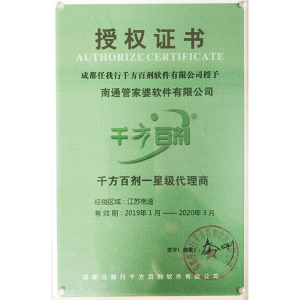 授权证书
AUTHORIZE CERTIFICATE
成都任我行千方百剂软件有限公司授予
南通管家婆软件有限公司
千方百剂
千方百剂一星级代理商
经销区域：江苏南通
有效期：2019年1月——2020年3月
成都任我行千方百剂软件有限公司